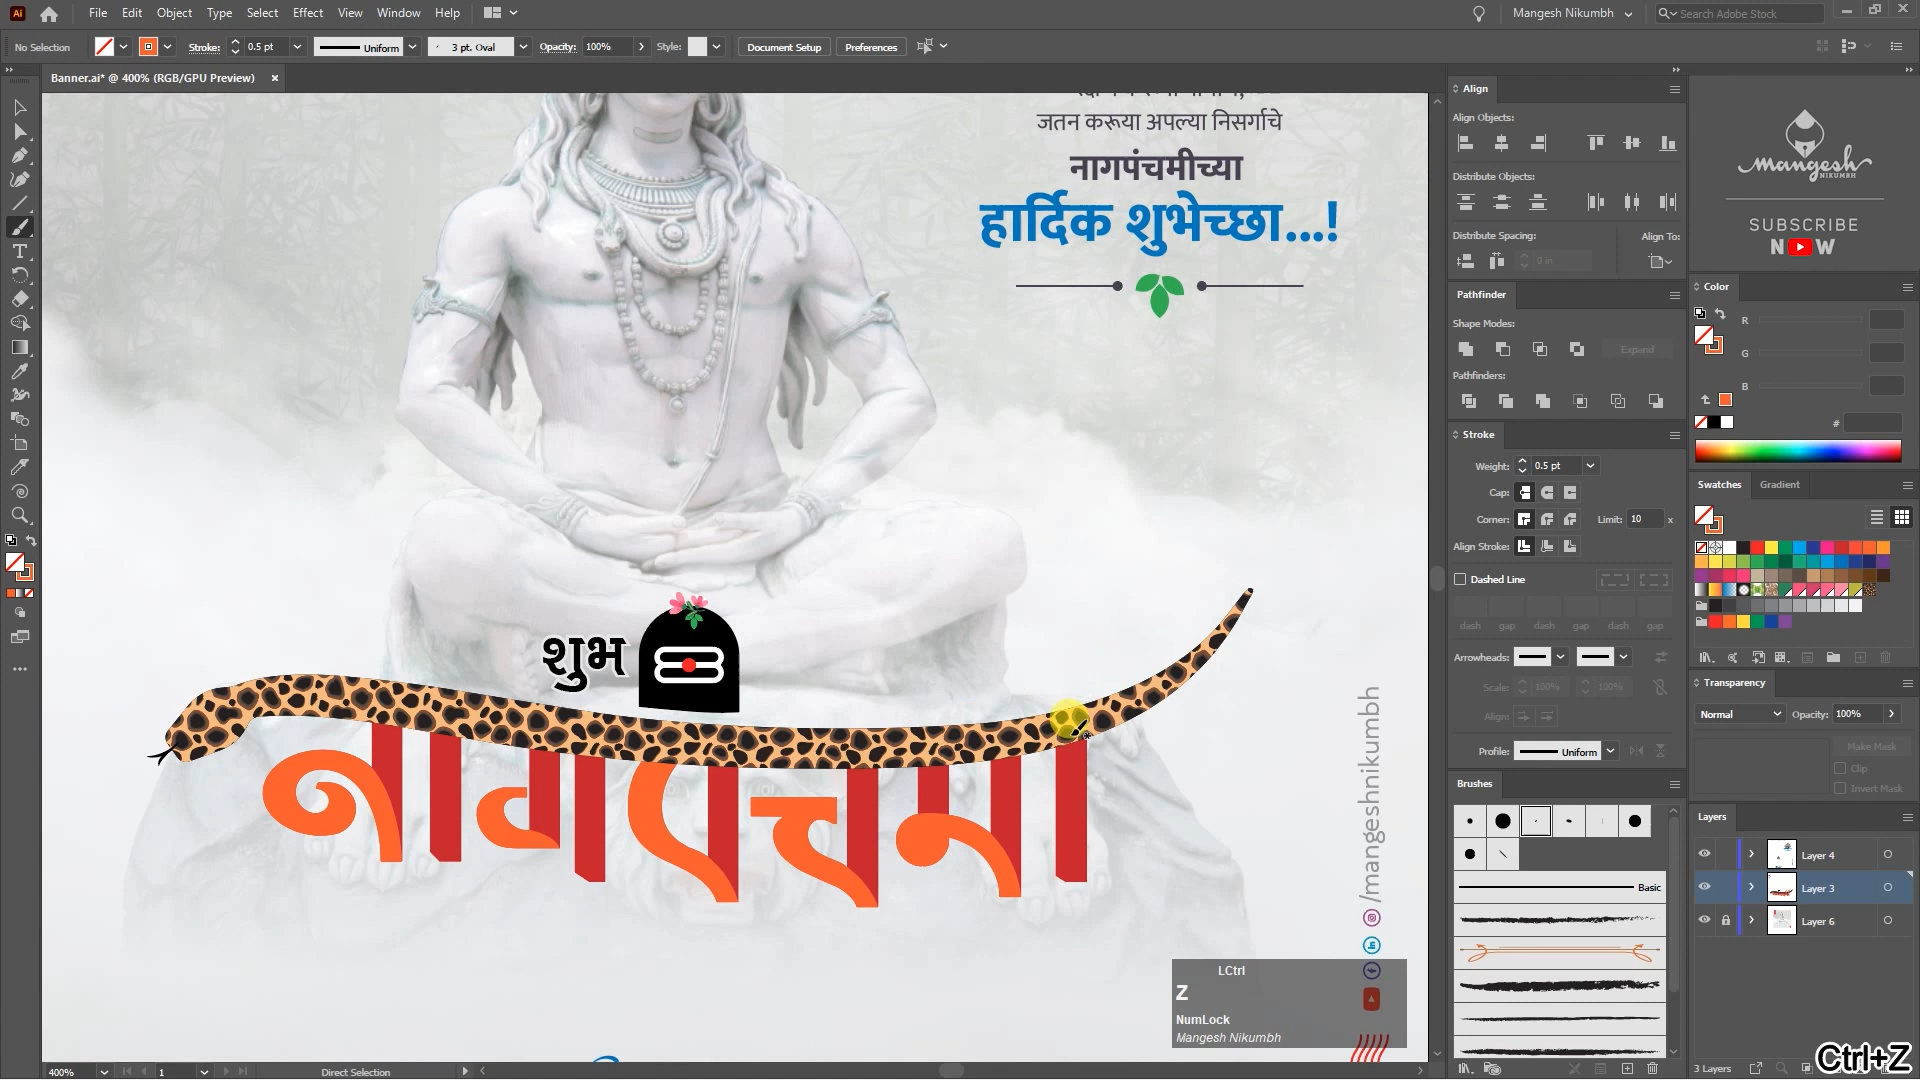 Ai File Edit Object Type Select Effect View Window Help
Mangesh Nikumbh
Search Adobe Stock
No Selection
Stroke: 0.5 pt
Uniform
3 pt. Oval
Opacity: 100%
Style:
Document Setup
Preferences
Banner.ai* @ 400% (RGB/GPU Preview) ×
जतन करूया अपल्या निसर्गाचे
नागपंचमीच्या
हार्दिक शुभेच्छा...!
शुभ
/mangeshnikumbh
LCtrl
Z
NumLock
Mangesh Nikumbh
Ctrl+Z
400%
1
Direct Selection
Align
Align Objects:
Distribute Objects:
Distribute Spacing:
Align To:
0 in
Pathfinder
Shape Modes:
Expand
Pathfinders:
Stroke
Weight: 0.5 pt
Cap:
Corner:
Limit: 10 x
Align Stroke:
Dashed Line
dash gap dash gap dash gap
Arrowheads:
Scale: 100% 100%
Align:
Profile: Uniform
Brushes
Basic
mangesh
NIKUMBH
SUBSCRIBE
NOW
Color
R
G
B
#
Swatches Gradient
Transparency
Normal
Opacity: 100%
Make Mask
Clip
Invert Mask
Layers
Layer 4
Layer 3
Layer 6
3 Layers